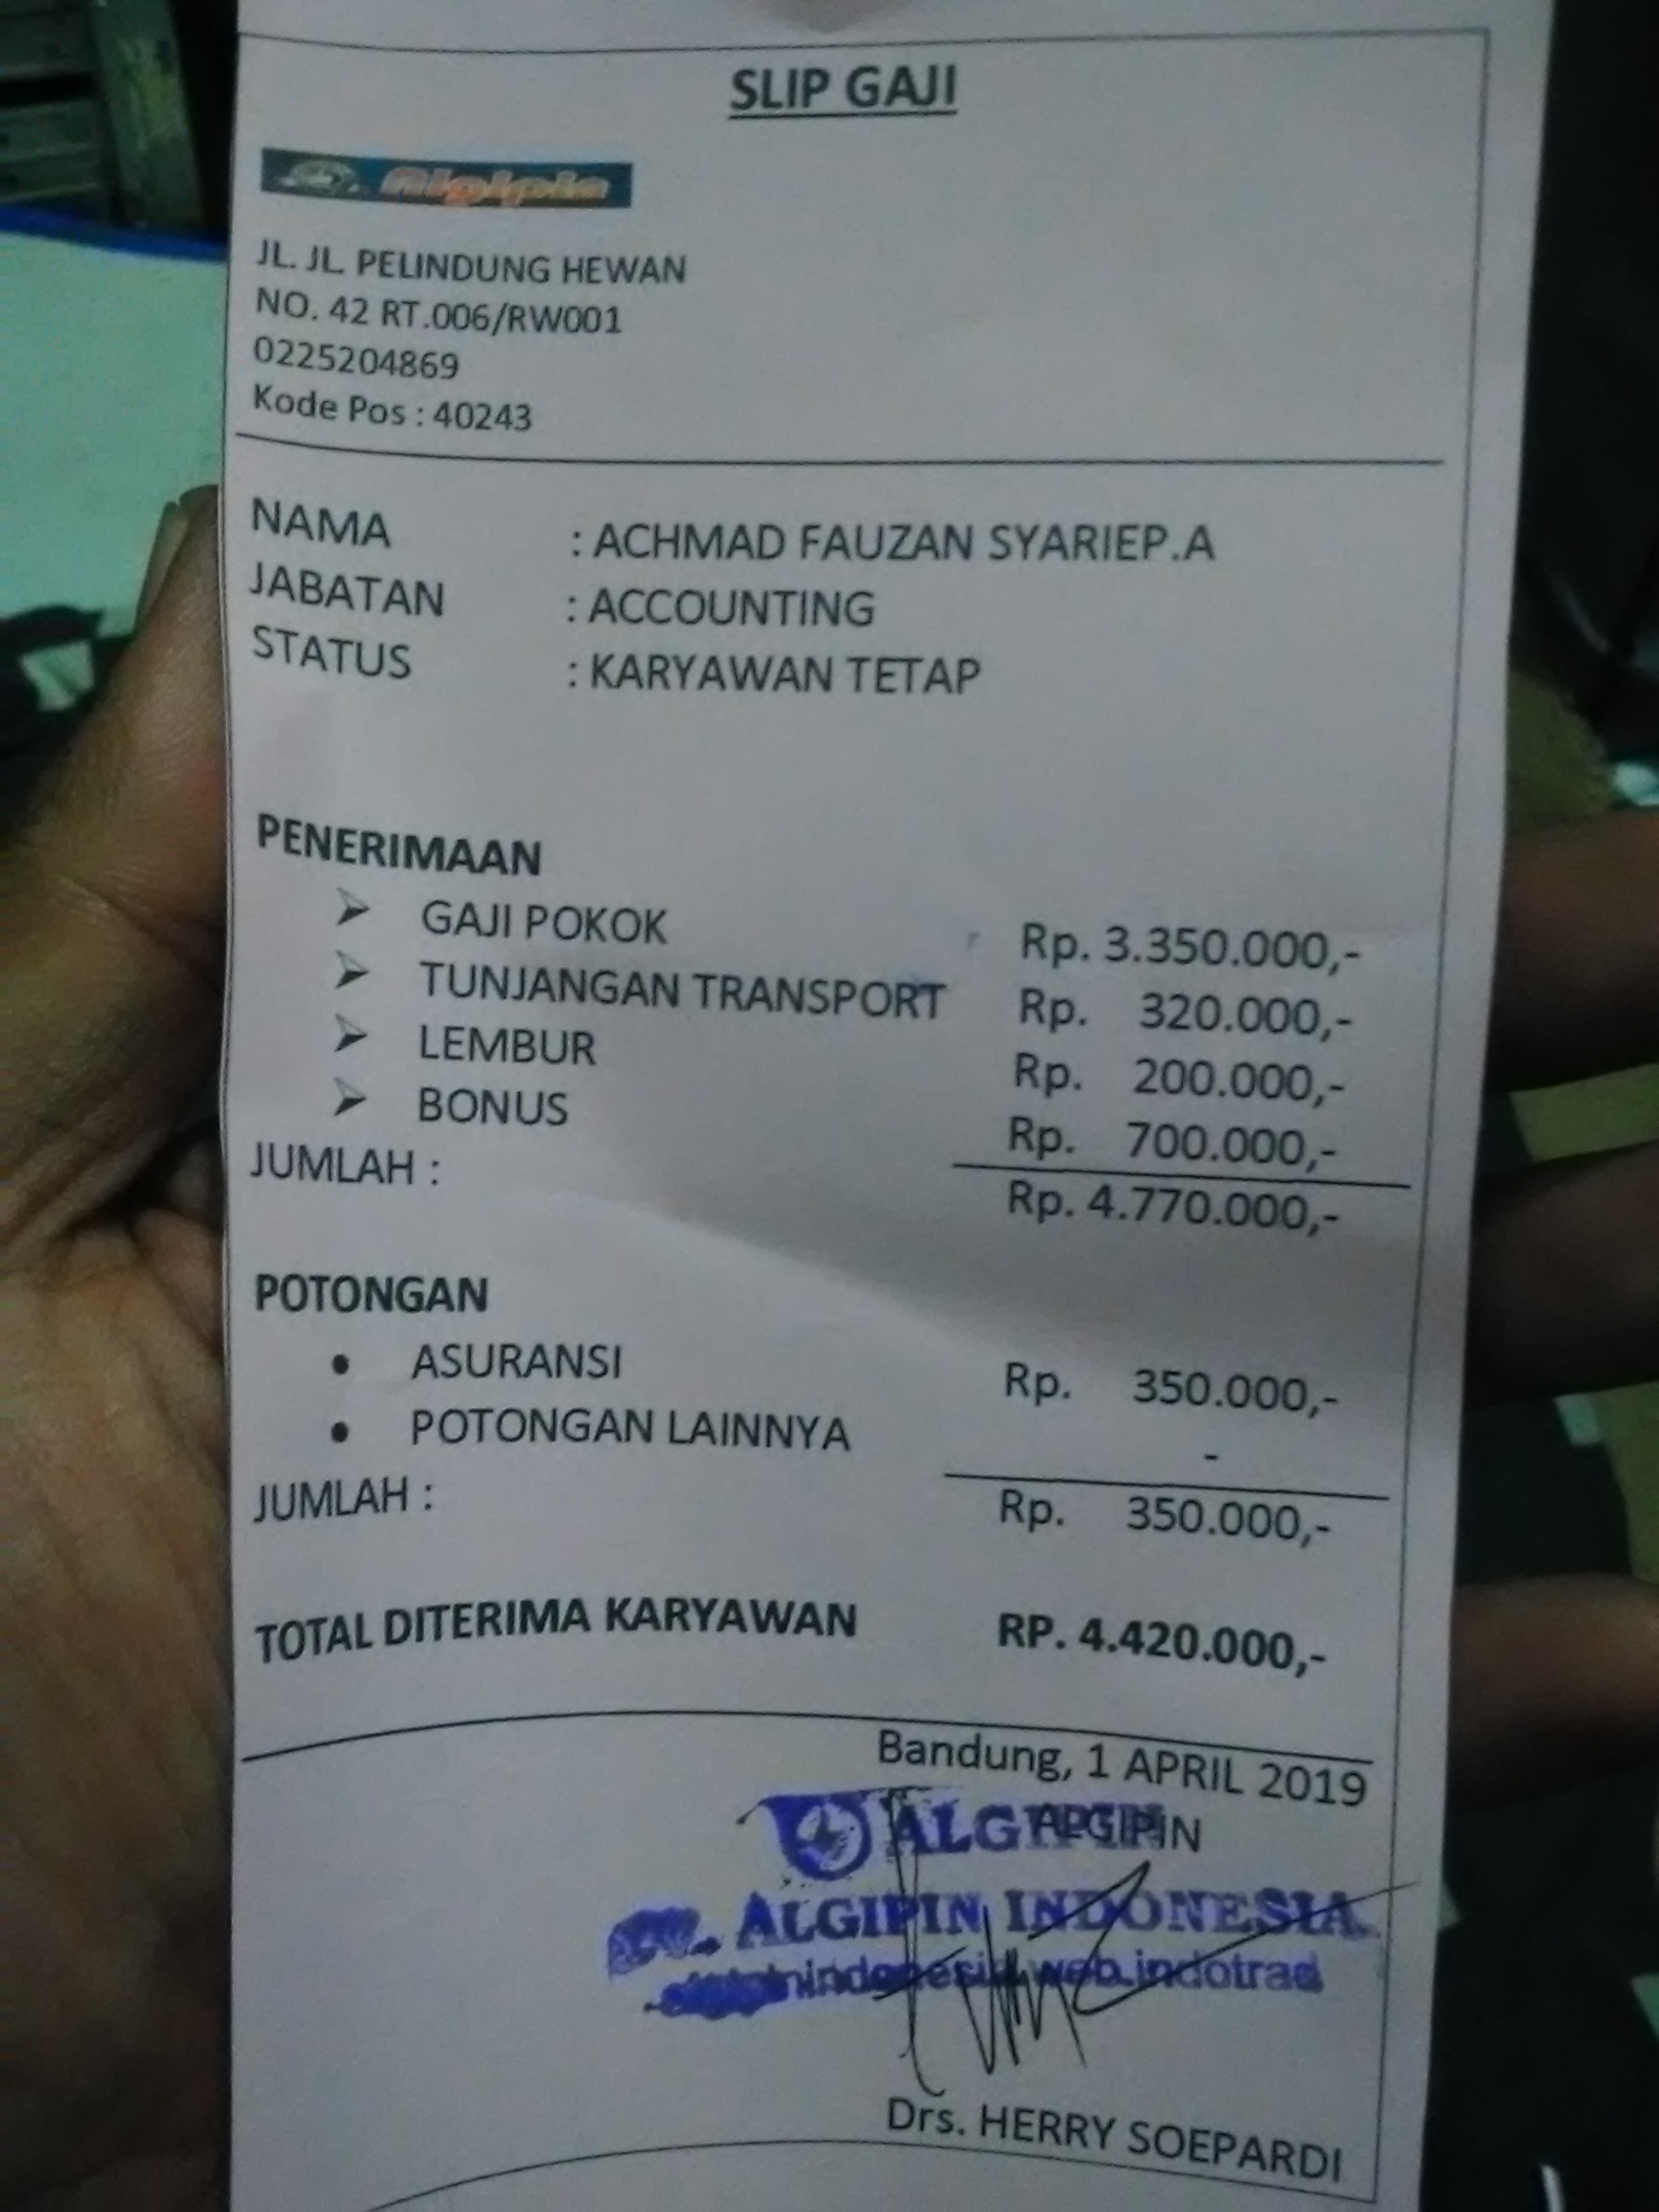 SLIP GAJI
Algipin
JL. JL. PELINDUNG HEWAN
NO. 42 RT.006/RW001
0225204869
Kode Pos : 40243
NAMA : ACHMAD FAUZAN SYARIEP.A
JABATAN : ACCOUNTING
STATUS : KARYAWAN TETAP
PENERIMAAN
GAJI POKOK Rp. 3.350.000,-
TUNJANGAN TRANSPORT Rp. 320.000,-
LEMBUR Rp. 200.000,-
BONUS Rp. 700.000,-
JUMLAH : Rp. 4.770.000,-
POTONGAN
ASURANSI Rp. 350.000,-
POTONGAN LAINNYA -
JUMLAH : Rp. 350.000,-
TOTAL DITERIMA KARYAWAN RP. 4.420.000,-
Bandung, 1 APRIL 2019
ALGIPIN
ALGIPIN
ALGIPIN INDONESIA
web.indotrad
Drs. HERRY SOEPARDI